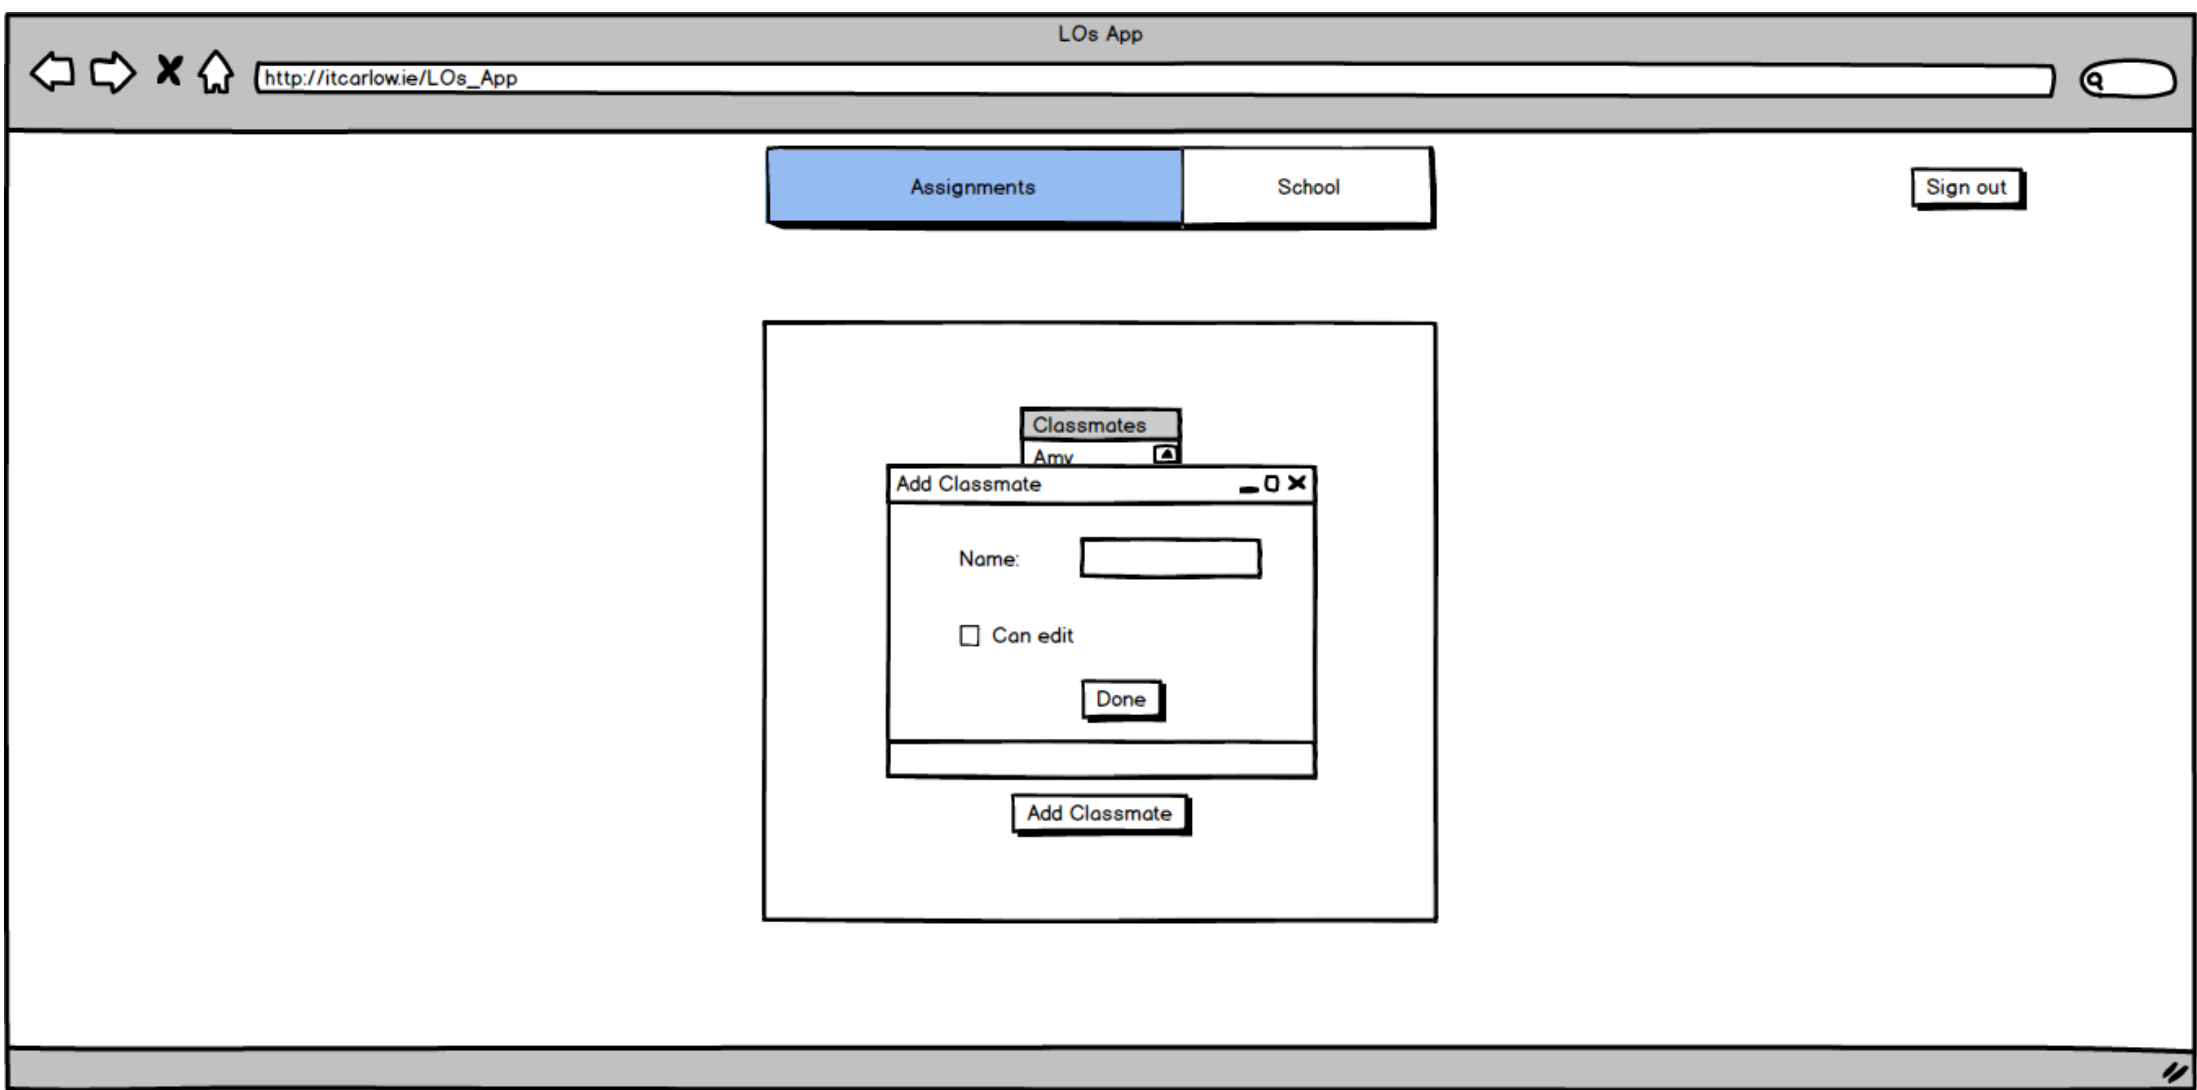 LOs App
http://itcarlow.ie/LOs_App
Assignments
School
Sign out
Classmates
Amy
Add Classmate
Name:
Can edit
Done
Add Classmate